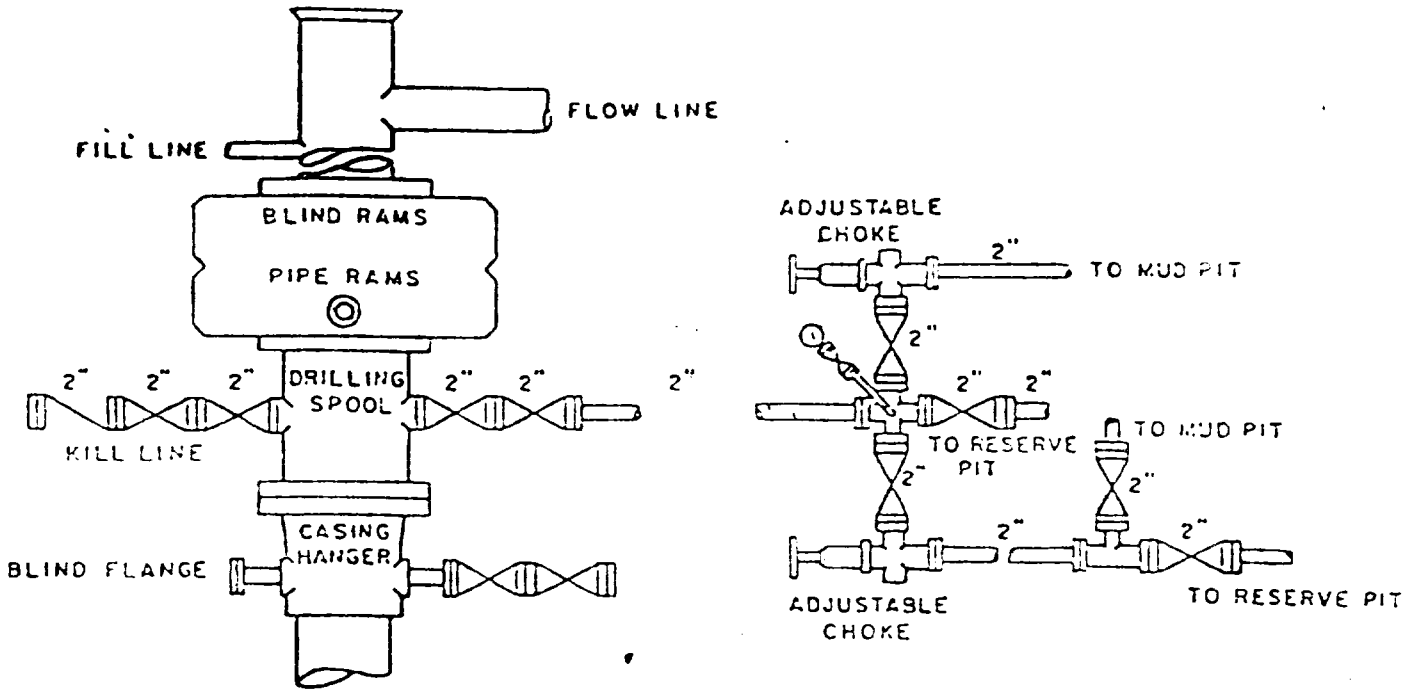 FLOW LINE
FILL LINE
BLIND RAMS
PIPE RAMS
2" 2" 2"
DRILLING
SPOOL
2" 2" 2"
KILL LINE
CASING
HANGER
BLIND FLANGE
ADJUSTABLE
CHOKE
2"
TO MUD PIT
2"
2" 2"
TO RESERVE
PIT
TO MUD PIT
2"
2"
2"
2"
TO RESERVE PIT
ADJUSTABLE
CHOKE